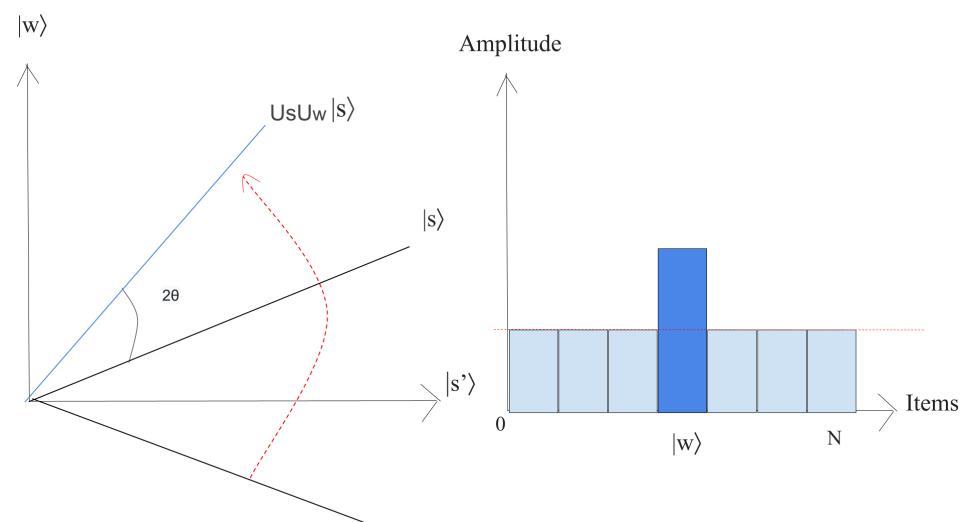 |w⟩
UsUw|s⟩
|s⟩
2θ
|s’⟩
Amplitude
Items
0
N
|w⟩